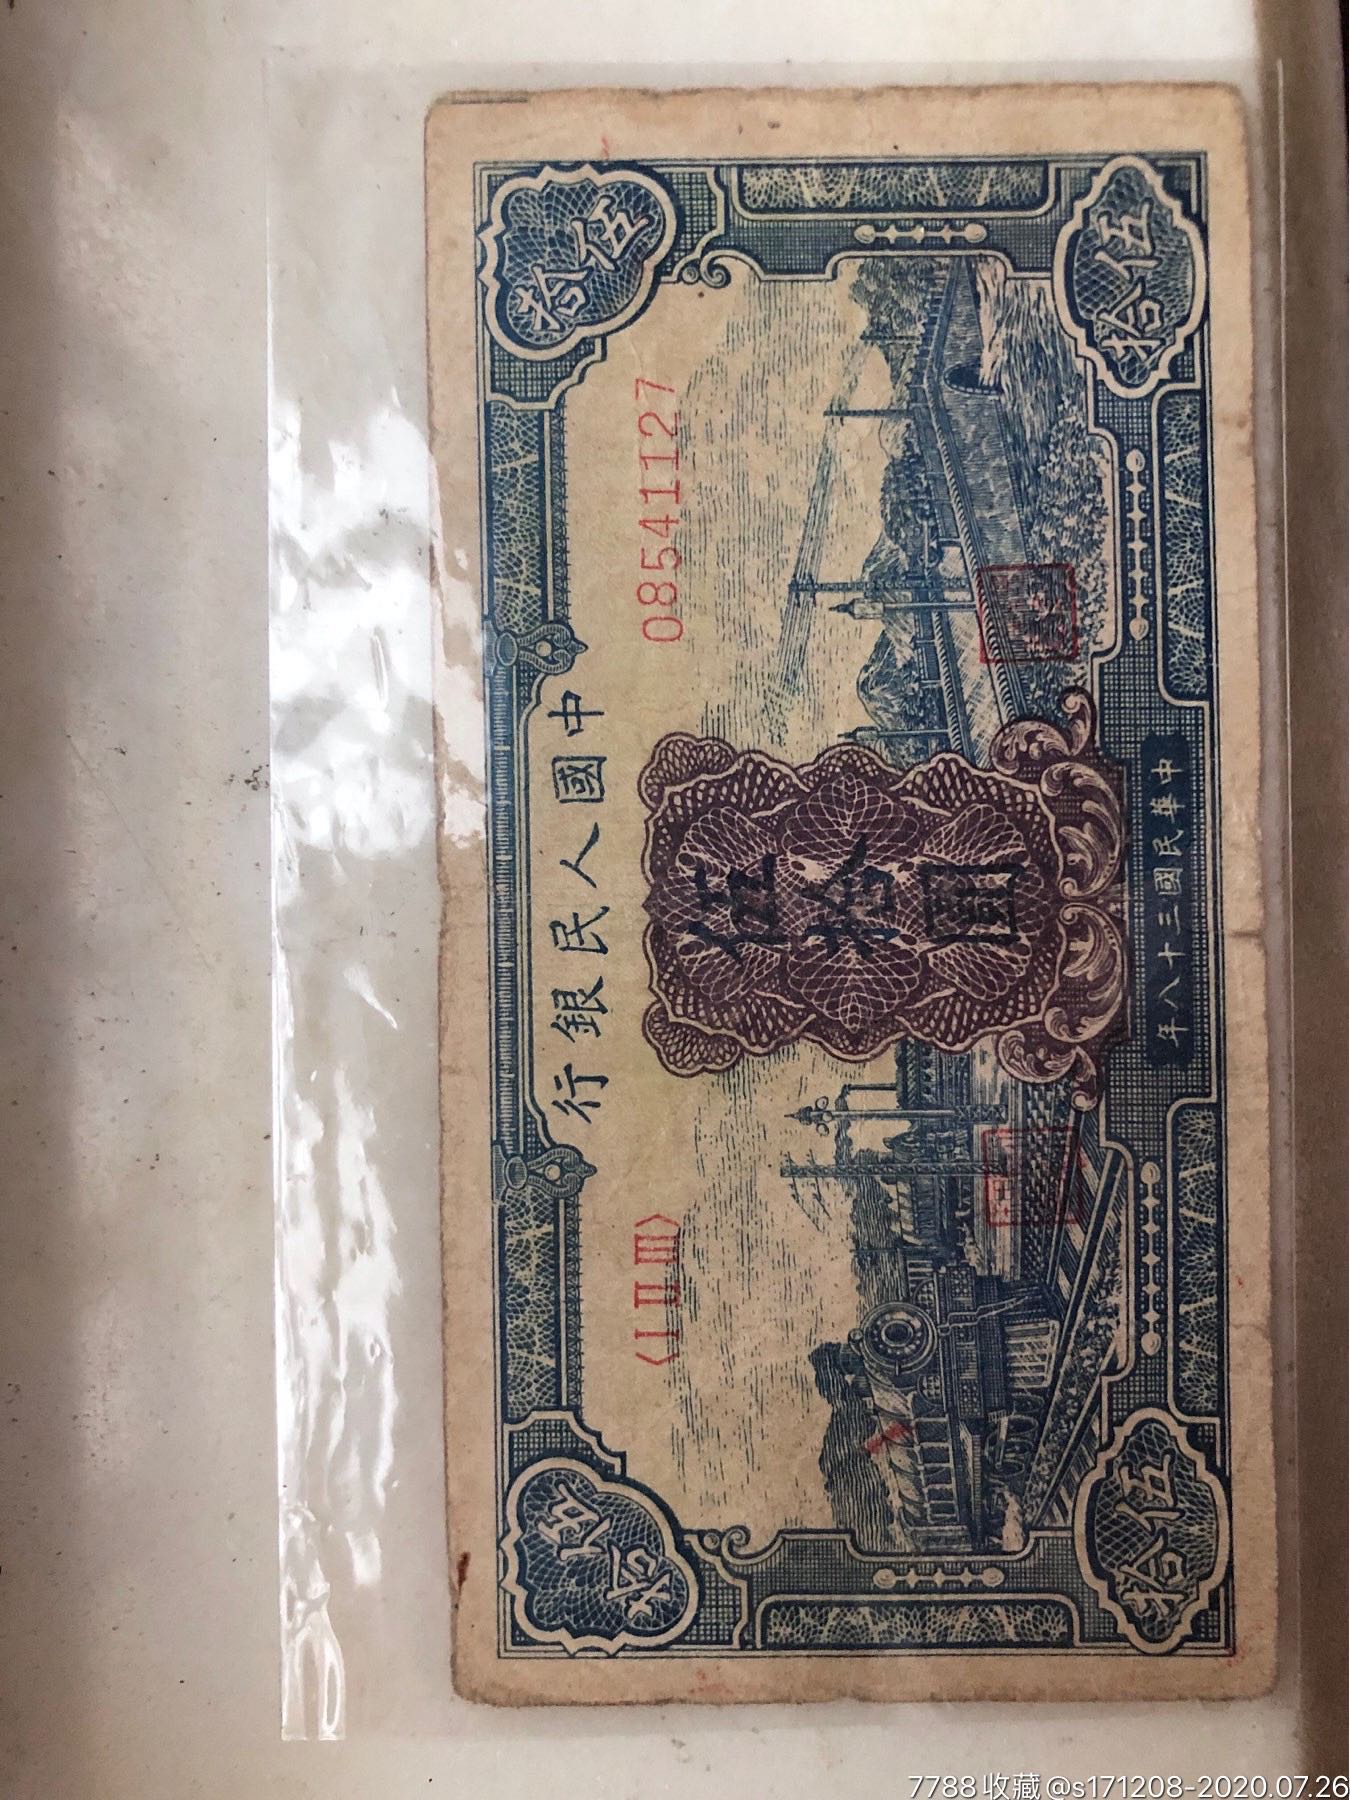 中國人民銀行
伍拾
伍拾
〈I II III〉
08541127
伍
拾
圓
伍拾
伍拾
中華民國三十八年
7788收藏@s171208-2020.07.26